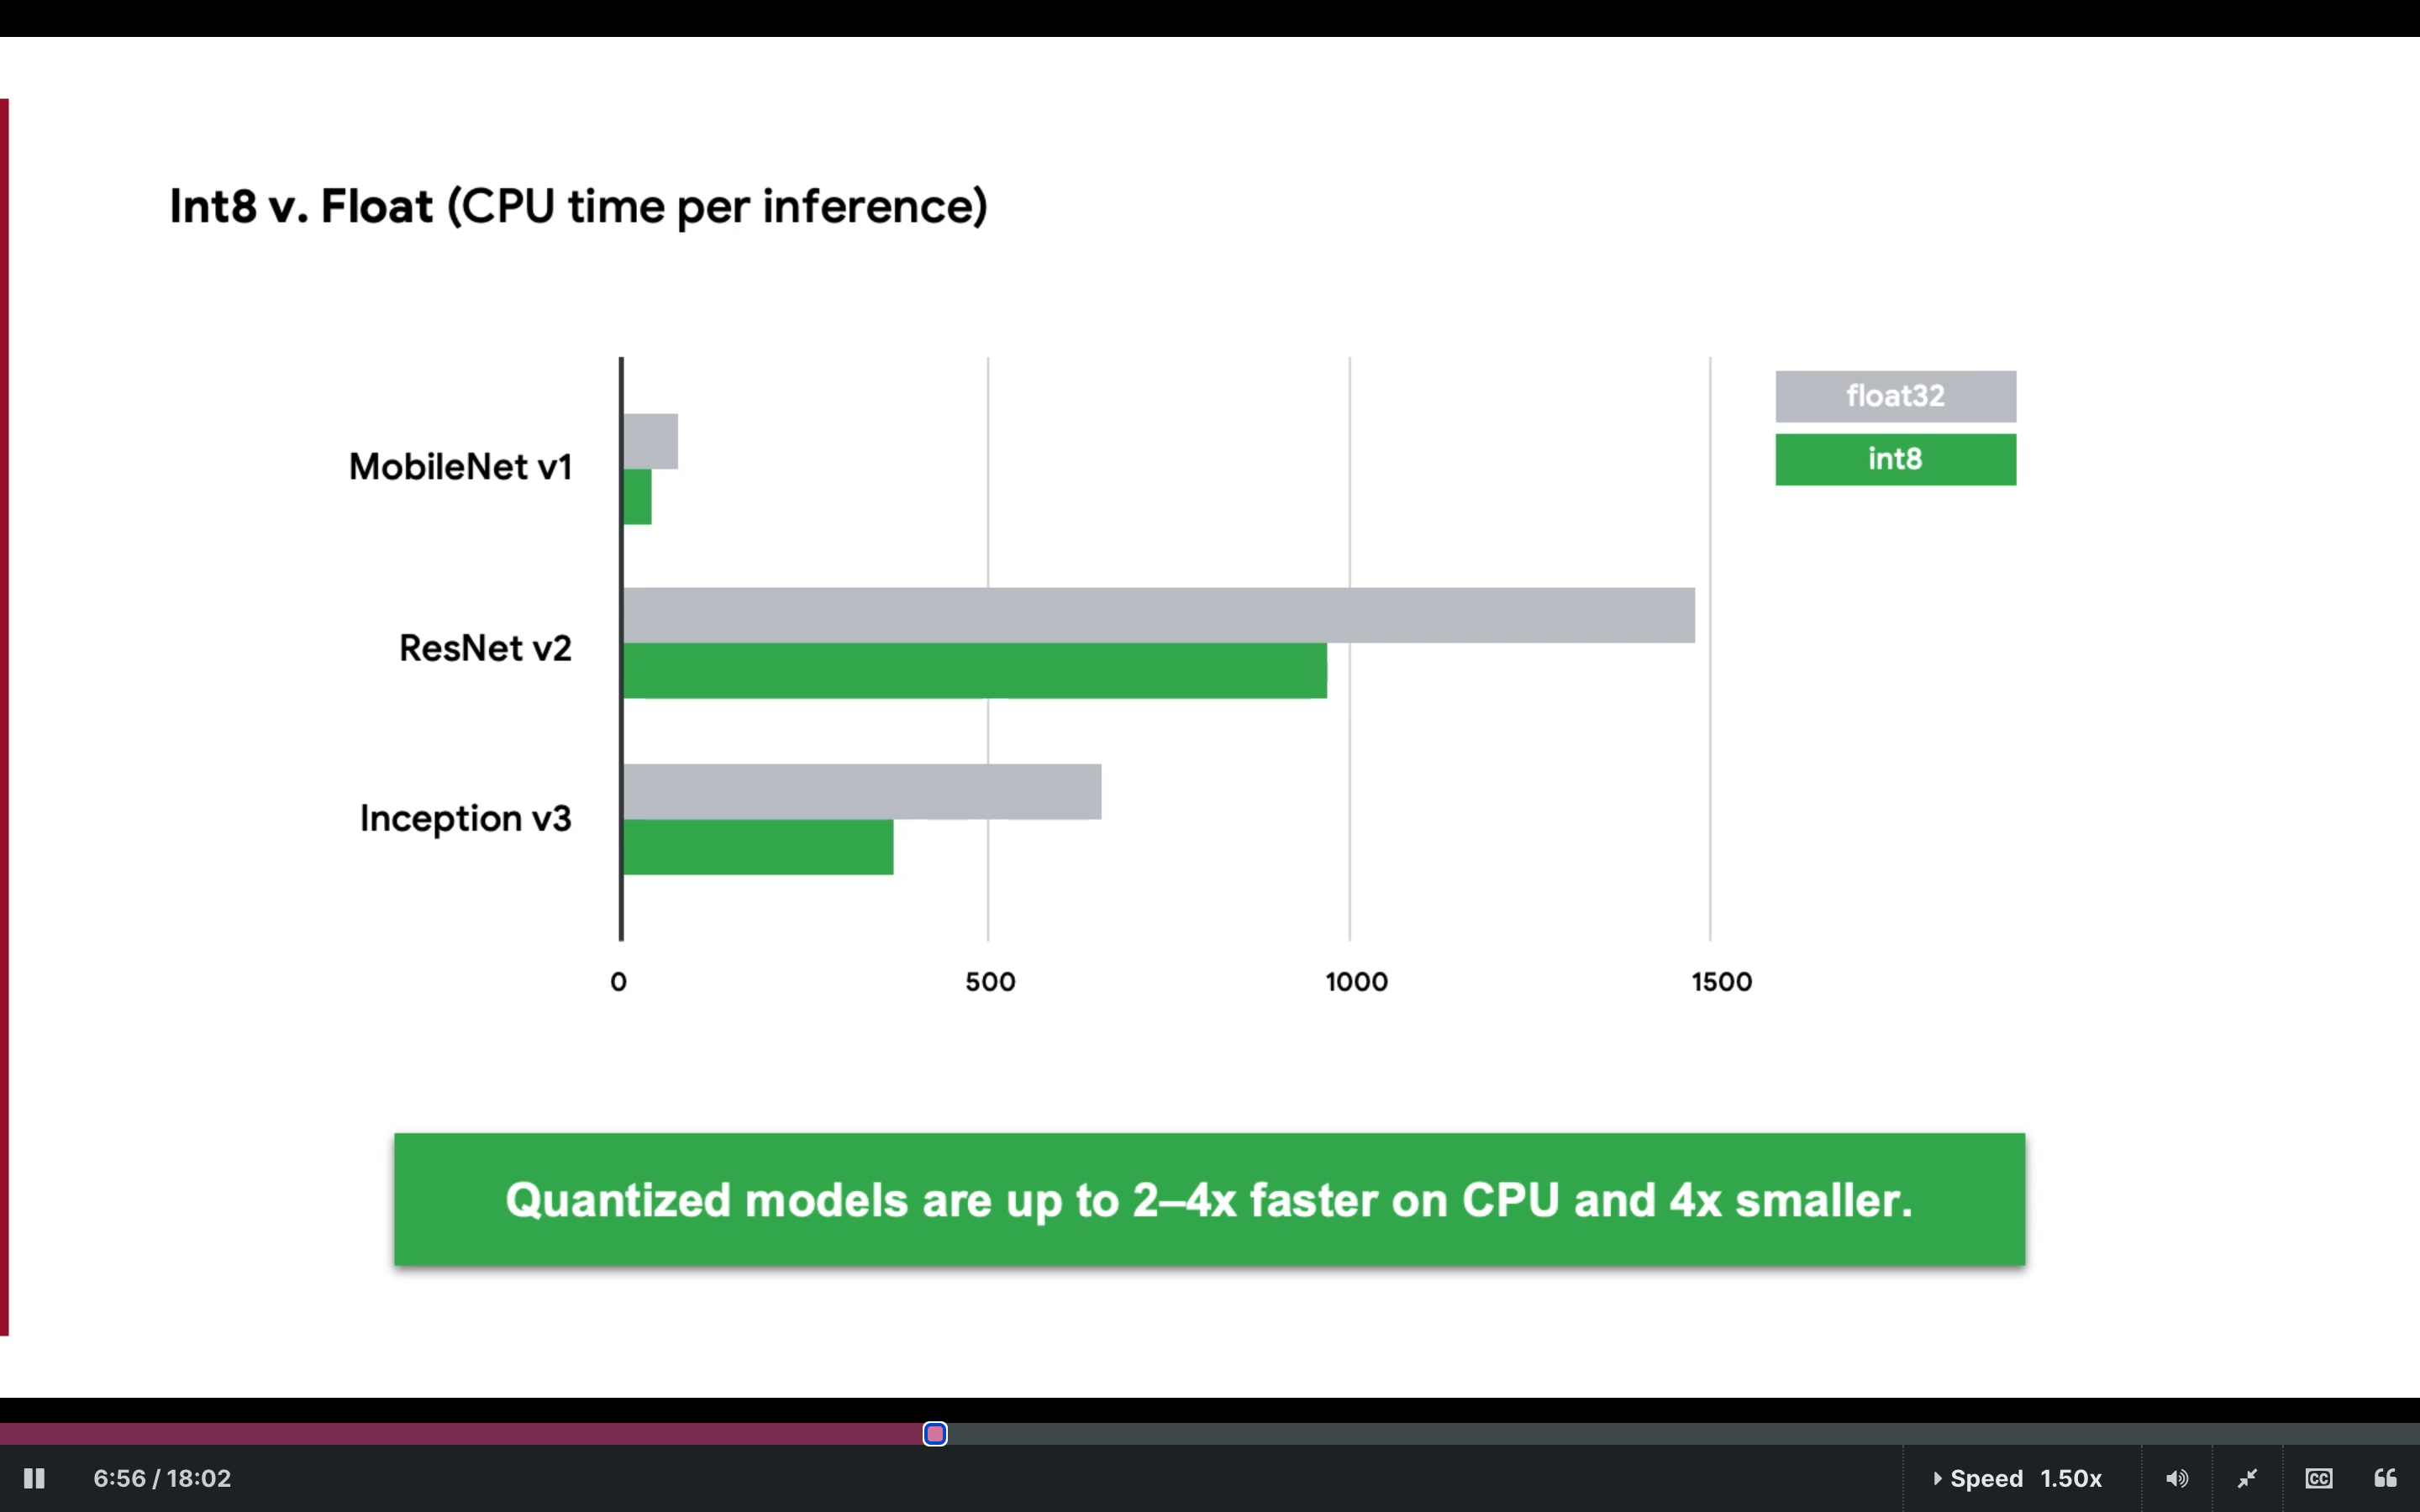 Int8 v. Float (CPU time per inference)
float32
int8
MobileNet v1
ResNet v2
Inception v3
0 500 1000 1500
Quantized models are up to 2–4x faster on CPU and 4x smaller.
6:56 / 18:02
Speed 1.50x
CC